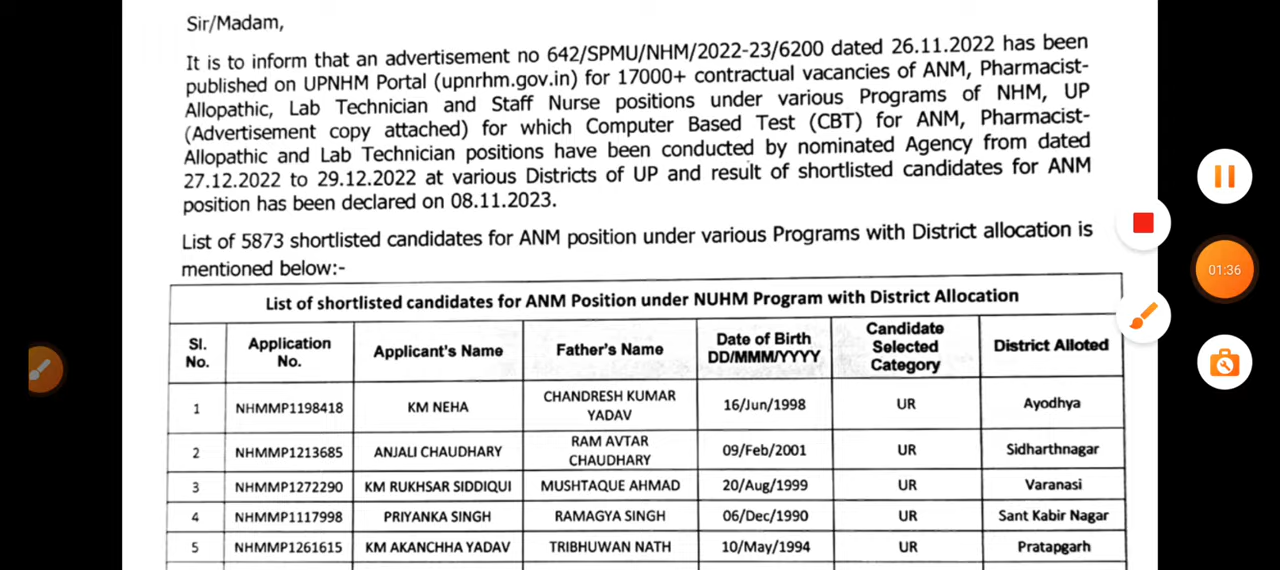 Sir/Madam,
It is to inform that an advertisement no 642/SPMU/NHM/2022-23/6200 dated 26.11.2022 has been
published on UPNHM Portal (upnrhm.gov.in) for 17000+ contractual vacancies of ANM, Pharmacist-
Allopathic, Lab Technician and Staff Nurse positions under various Programs of NHM, UP
(Advertisement copy attached) for which Computer Based Test (CBT) for ANM, Pharmacist-
Allopathic and Lab Technician positions have been conducted by nominated Agency from dated
27.12.2022 to 29.12.2022 at various Districts of UP and result of shortlisted candidates for ANM
position has been declared on 08.11.2023.
List of 5873 shortlisted candidates for ANM position under various Programs with District allocation is
mentioned below:-
List of shortlisted candidates for ANM Position under NUHM Program with District Allocation
Sl. No. Application No. Applicant's Name Father's Name Date of Birth DD/MMM/YYYY Candidate Selected Category District Alloted
1 NHMMP1198418 KM NEHA CHANDRESH KUMAR YADAV 16/Jun/1998 UR Ayodhya
2 NHMMP1213685 ANJALI CHAUDHARY RAM AVTAR CHAUDHARY 09/Feb/2001 UR Sidharthnagar
3 NHMMP1272290 KM RUKHSAR SIDDIQUI MUSHTAQUE AHMAD 20/Aug/1999 UR Varanasi
4 NHMMP1117998 PRIYANKA SINGH RAMAGYA SINGH 06/Dec/1990 UR Sant Kabir Nagar
5 NHMMP1261615 KM AKANCHHA YADAV TRIBHUWAN NATH 10/May/1994 UR Pratapgarh
01:36